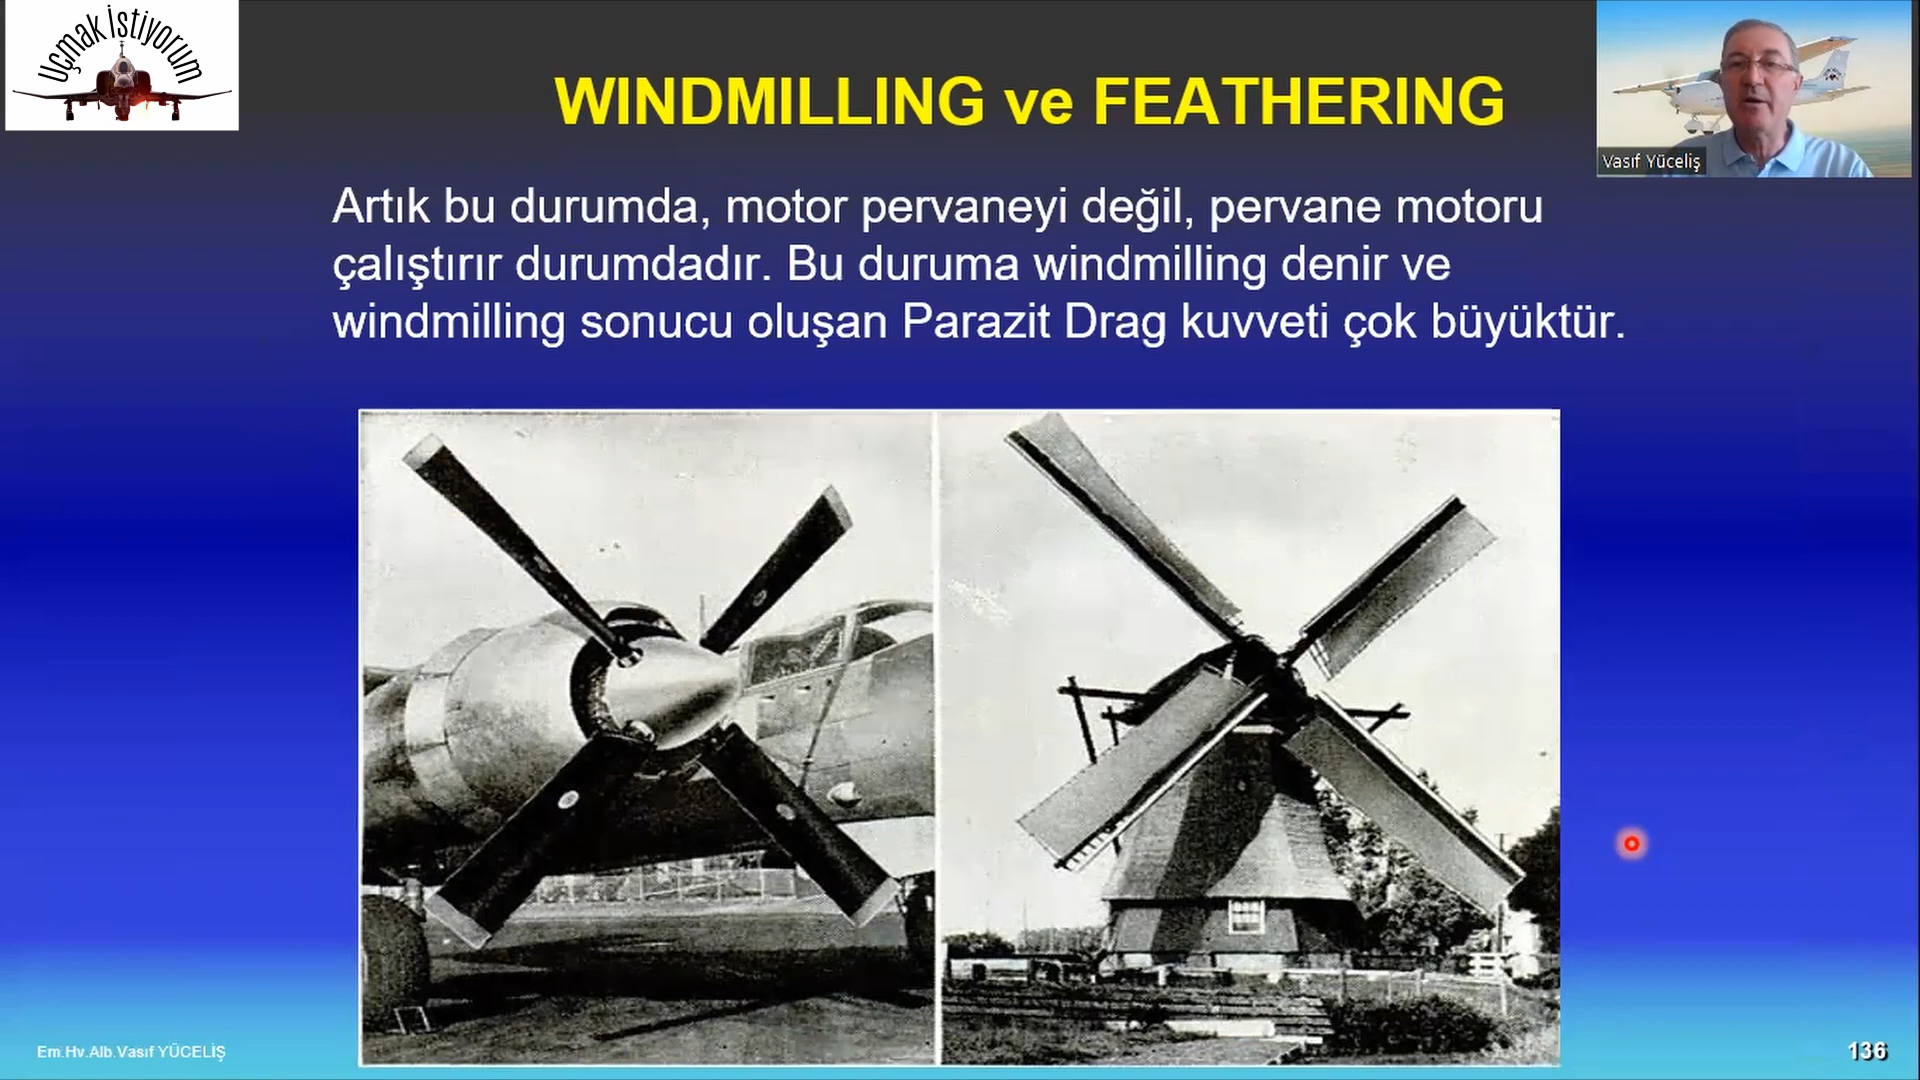 Uçmak İstiyorum
WINDMILLING ve FEATHERING
Vasıf Yüceliş
Artık bu durumda, motor pervaneyi değil, pervane motoru
çalıştırır durumdadır. Bu duruma windmilling denir ve
windmilling sonucu oluşan Parazit Drag kuvveti çok büyüktür.
Em.Hv.Alb.Vasıf YÜCELİŞ
136